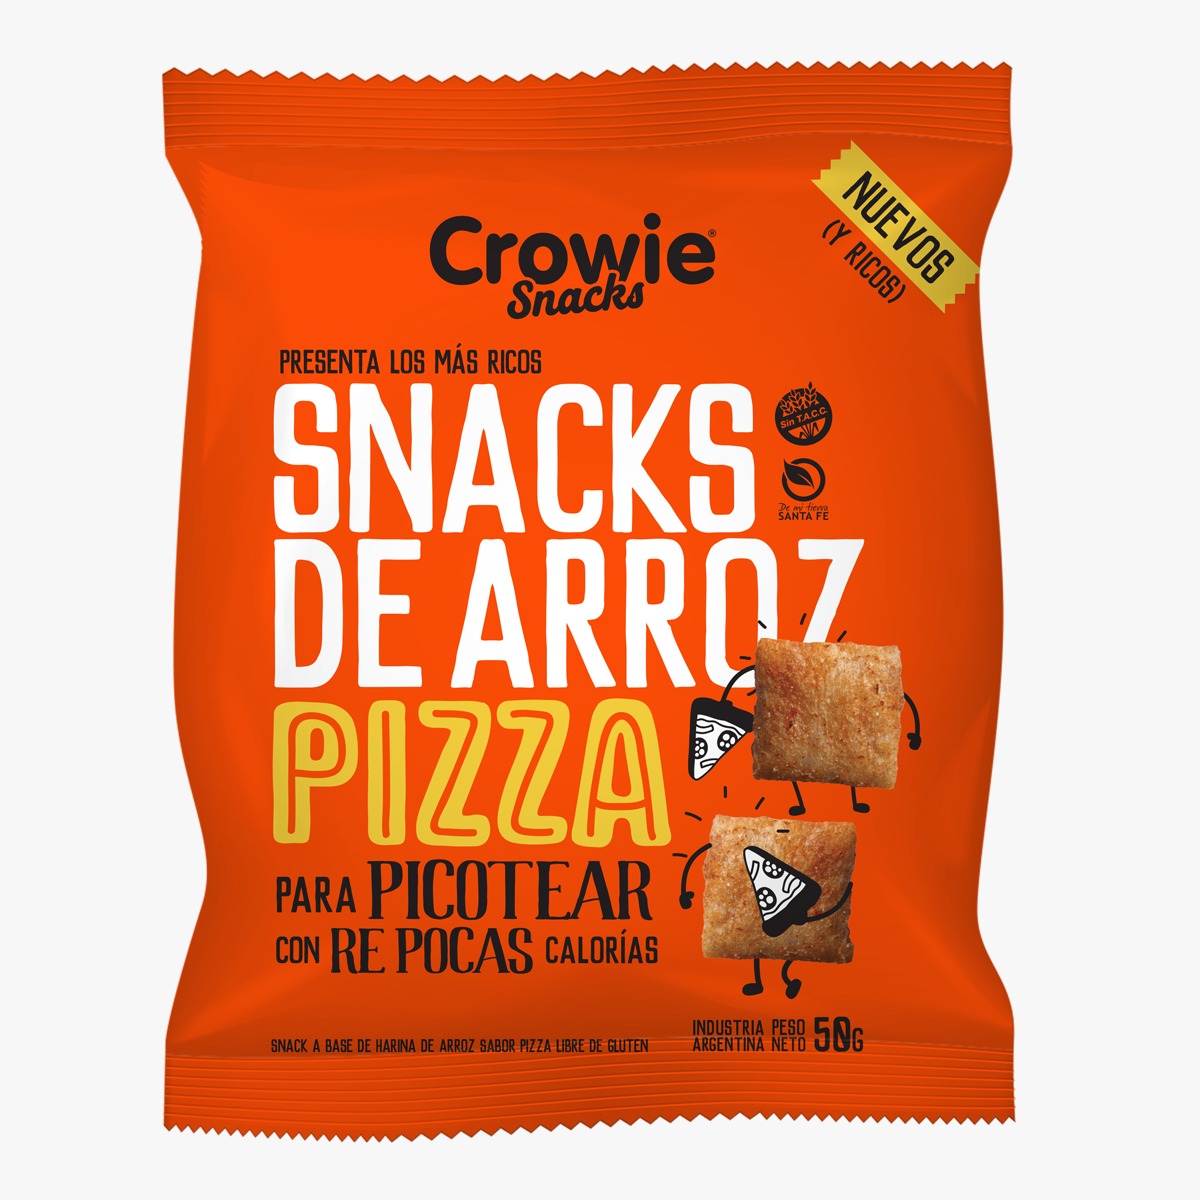 Crowie®
Snacks
NUEVOS
(Y RICOS)
PRESENTA LOS MÁS RICOS
SNACKS
DE ARROZ
PIZZA
Sin T.A.C.C.
De mi tierra
SANTA FE
PARA PICOTEAR
CON RE POCAS CALORÍAS
SNACK A BASE DE HARINA DE ARROZ SABOR PIZZA LIBRE DE GLUTEN
INDUSTRIA PESO
ARGENTINA NETO 50G